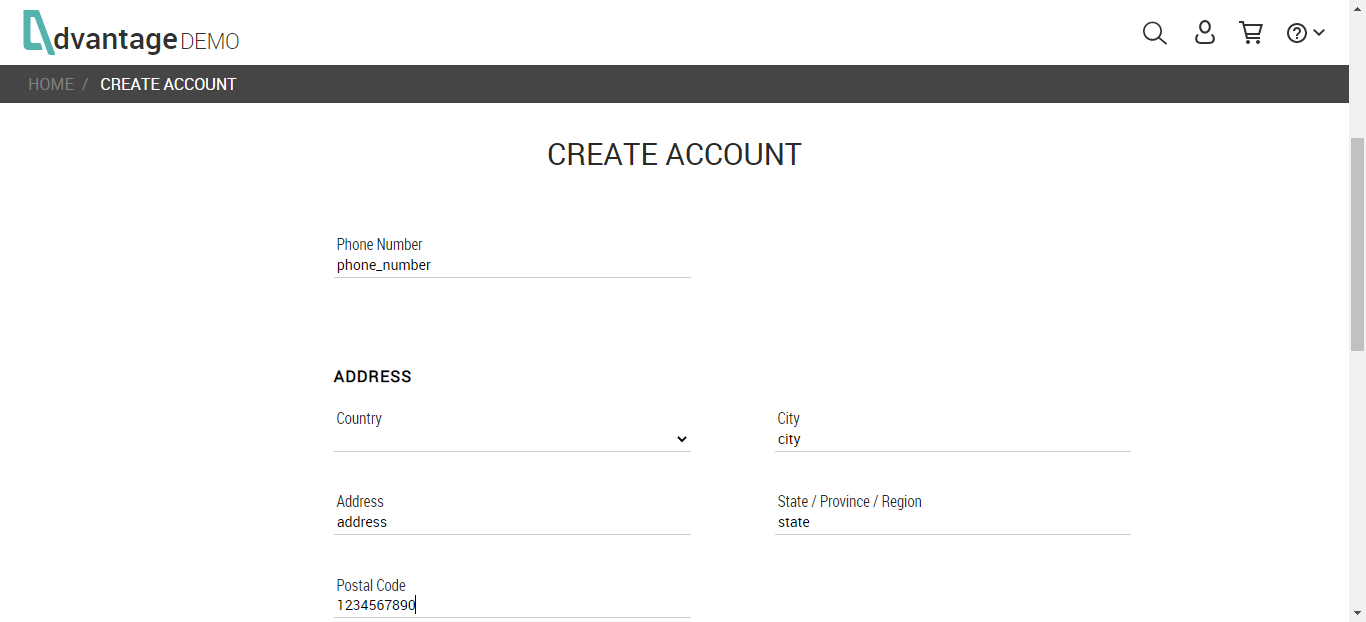 dvantage DEMO
HOME / CREATE ACCOUNT
CREATE ACCOUNT
Phone Number
phone_number
ADDRESS
Country
City
city
Address
address
State / Province / Region
state
Postal Code
1234567890